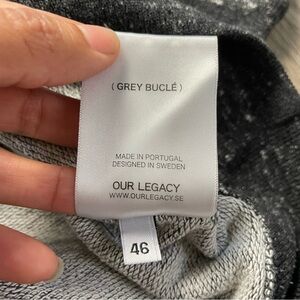 ( GREY BUCLÉ )
MADE IN PORTUGAL
DESIGNED IN SWEDEN
OUR LEGACY
WWW.OURLEGACY.SE
46